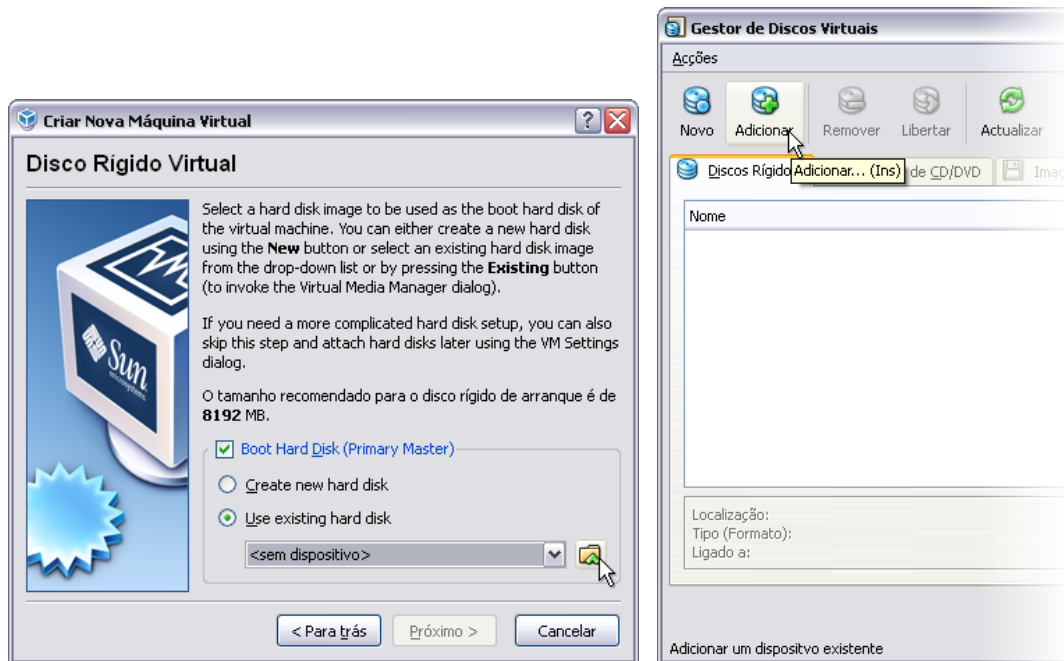 Criar Nova Máquina Virtual
Disco Rígido Virtual
Select a hard disk image to be used as the boot hard disk of
the virtual machine. You can either create a new hard disk
using the New button or select an existing hard disk image
from the drop-down list or by pressing the Existing button
(to invoke the Virtual Media Manager dialog).
If you need a more complicated hard disk setup, you can also
skip this step and attach hard disks later using the VM Settings
dialog.
O tamanho recomendado para o disco rígido de arranque é de
8192 MB.
Sun
microsystems
Boot Hard Disk (Primary Master)
Create new hard disk
Use existing hard disk
<sem dispositivo>
< Para trás
Próximo >
Cancelar
Gestor de Discos Virtuais
Acções
Novo
Adicionar
Remover
Libertar
Actualizar
Discos Rígido
Adicionar... (Ins)
de CD/DVD
Imag
Nome
Localização:
Tipo (Formato):
Ligado a:
Adicionar um dispositvo existente